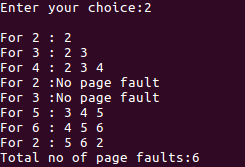 Enter your choice:2
For 2 : 2
For 3 : 2 3
For 4 : 2 3 4
For 2 :No page fault
For 3 :No page fault
For 5 : 3 4 5
For 6 : 4 5 6
For 2 : 5 6 2
Total no of page faults:6